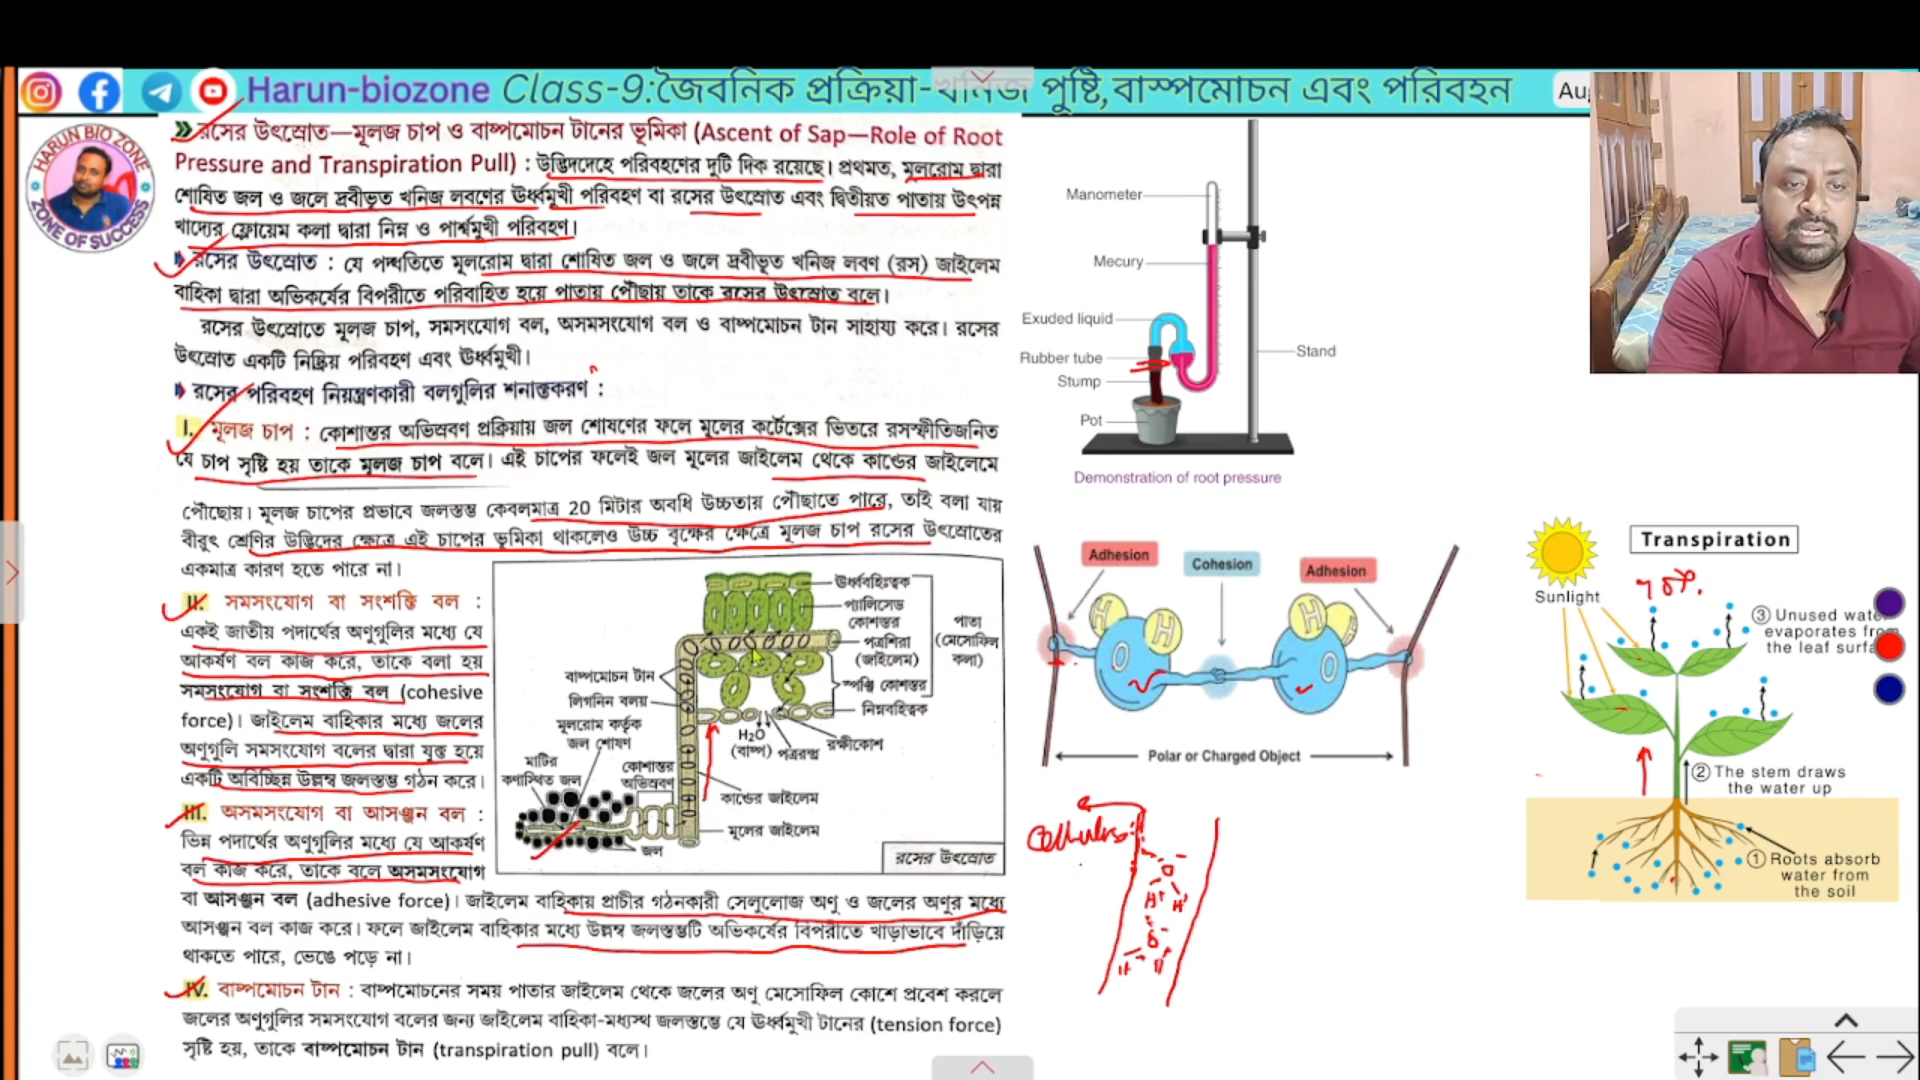 Harun-biozone Class-9:জৈবনিক প্রক্রিয়া-খনিজ পুষ্টি,বাস্পমোচন এবং পরিবহন
HARUN BIO ZONE
ZONE OF SUCCESS
রসের উৎস্রোত—মূলজ চাপ ও বাষ্পমোচন টানের ভূমিকা (Ascent of Sap—Role of Root
Pressure and Transpiration Pull) : উদ্ভিদদেহে পরিবহণের দুটি দিক রয়েছে। প্রথমত, মূলরোম দ্বারা
শোষিত জল ও জলে দ্রবীভূত খনিজ লবণের ঊর্ধ্বমুখী পরিবহণ বা রসের উৎস্রোত এবং দ্বিতীয়ত পাতায় উৎপন্ন
খাদ্যের ফ্লোয়েম কলা দ্বারা নিম্ন ও পার্শ্বমুখী পরিবহণ।
রসের উৎস্রোত : যে পদ্ধতিতে মূলরোম দ্বারা শোষিত জল ও জলে দ্রবীভূত খনিজ লবণ (রস) জাইলেম
বাহিকা দ্বারা অভিকর্ষের বিপরীতে পরিবাহিত হয়ে পাতায় পৌঁছায় তাকে রসের উৎস্রোত বলে।
রসের উৎস্রোতে মূলজ চাপ, সমসংযোগ বল, অসমসংযোগ বল ও বাষ্পমোচন টান সাহায্য করে। রসের
উৎস্রোত একটি নিষ্ক্রিয় পরিবহণ এবং ঊর্ধ্বমুখী।
রসের পরিবহণ নিয়ন্ত্রণকারী বলগুলির শনাক্তকরণ :
I. মূলজ চাপ : কোশান্তর অভিস্রবণ প্রক্রিয়ায় জল শোষণের ফলে মূলের কর্টেক্সের ভিতরে রসস্ফীতিজনিত
যে চাপ সৃষ্টি হয় তাকে মূলজ চাপ বলে। এই চাপের ফলেই জল মূলের জাইলেম থেকে কাণ্ডের জাইলেমে
পৌঁছোয়। মূলজ চাপের প্রভাবে জলস্তম্ভ কেবলমাত্র 20 মিটার অবধি উচ্চতায় পৌঁছাতে পারে, তাই বলা যায়
বীরুৎ শ্রেণির উদ্ভিদের ক্ষেত্রে এই চাপের ভূমিকা থাকলেও উচ্চ বৃক্ষের ক্ষেত্রে মূলজ চাপ রসের উৎস্রোতের
একমাত্র কারণ হতে পারে না।
II. সমসংযোগ বা সংশক্তি বল :
একই জাতীয় পদার্থের অণুগুলির মধ্যে যে
আকর্ষণ বল কাজ করে, তাকে বলা হয়
সমসংযোগ বা সংশক্তি বল (cohesive
force)। জাইলেম বাহিকার মধ্যে জলের
অণুগুলি সমসংযোগ বলের দ্বারা যুক্ত হয়ে
একটি অবিচ্ছিন্ন উল্লম্ব জলস্তম্ভ গঠন করে।
III. অসমসংযোগ বা আসঞ্জন বল :
ভিন্ন পদার্থের অণুগুলির মধ্যে যে আকর্ষণ
বল কাজ করে, তাকে বলে অসমসংযোগ
বা আসঞ্জন বল (adhesive force)। জাইলেম বাহিকায় প্রাচীর গঠনকারী সেলুলোজ অণু ও জলের অণুর মধ্যে
আসঞ্জন বল কাজ করে। ফলে জাইলেম বাহিকার মধ্যে উল্লম্ব জলস্তম্ভটি অভিকর্ষের বিপরীতে খাড়াভাবে দাঁড়িয়ে
থাকতে পারে, ভেঙে পড়ে না।
IV. বাষ্পমোচন টান : বাষ্পমোচনের সময় পাতার জাইলেম থেকে জলের অণু মেসোফিল কোশে প্রবেশ করলে
জলের অণুগুলির সমসংযোগ বলের জন্য জাইলেম বাহিকা-মধ্যস্থ জলস্তম্ভে যে ঊর্ধ্বমুখী টানের (tension force)
সৃষ্টি হয়, তাকে বাষ্পমোচন টান (transpiration pull) বলে।
ঊর্ধ্ববহিঃত্বক
প্যালিসেড
কোশস্তর
পত্রশিরা
(জাইলেম)
স্পঞ্জি কোশস্তর
নিম্নবহিঃত্বক
পাতা
(মেসোফিল
কলা)
বাষ্পমোচন টান
লিগনিন বলয়
মূলরোম কর্তৃক
জল শোষণ
মাটির
কণাস্থিত জল
কোশান্তর
অভিস্রবণ
H₂O
(বাষ্প)
পত্ররন্ধ্র
রক্ষীকোশ
কাণ্ডের জাইলেম
মূলের জাইলেম
জল
রসের উৎস্রোত
Manometer
Mecury
Exuded liquid
Rubber tube
Stump
Pot
Stand
Demonstration of root pressure
Adhesion
Cohesion
Adhesion
H
H
O
H
O
Polar or Charged Object
Sunlight
Transpiration
③ Unused wate
evaporates from
the leaf surfa
② The stem draws
the water up
① Roots absorb
water from
the soil